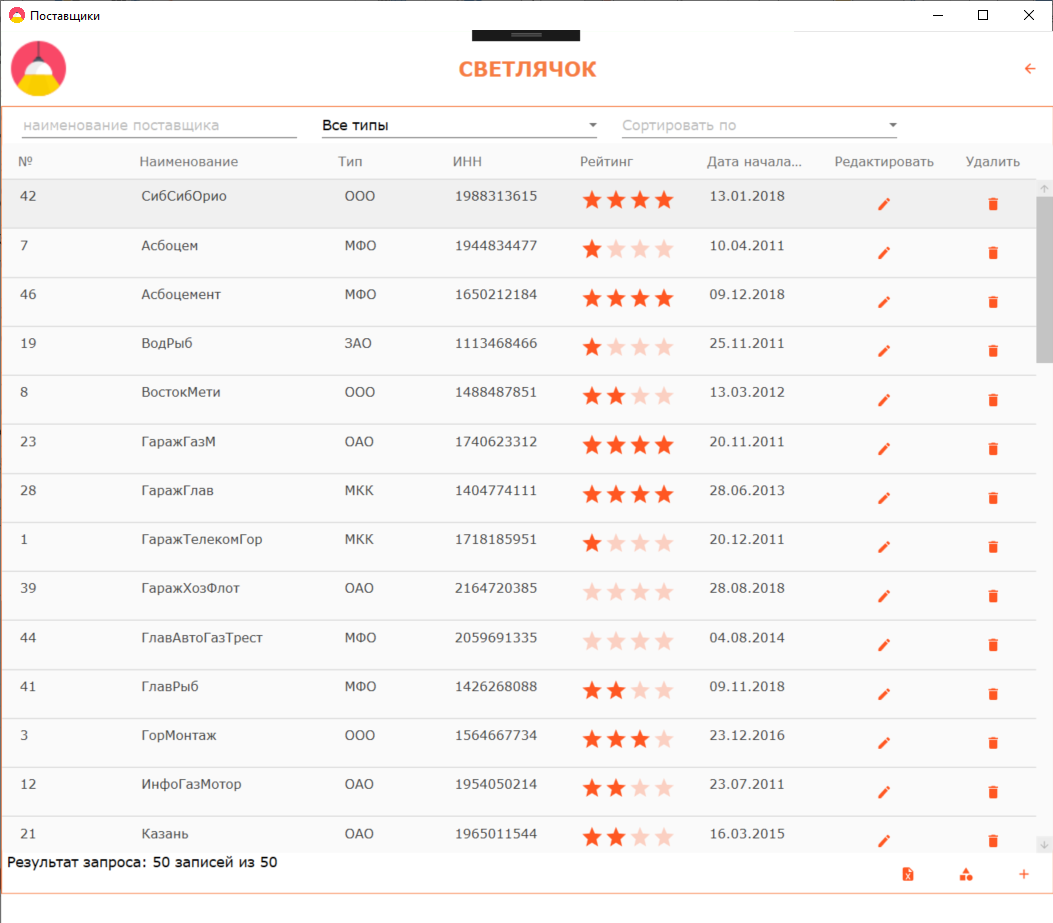 Поставщики
СВЕТЛЯЧОК
наименование поставщика Все типы Сортировать по
№ Наименование Тип ИНН Рейтинг Дата начала... Редактировать Удалить
42 СибСибОрио ООО 1988313615 13.01.2018
7 Асбоцем МФО 1944834477 10.04.2011
46 Асбоцемент МФО 1650212184 09.12.2018
19 ВодРыб ЗАО 1113468466 25.11.2011
8 ВостокМети ООО 1488487851 13.03.2012
23 ГаражГазМ ОАО 1740623312 20.11.2011
28 ГаражГлав МКК 1404774111 28.06.2013
1 ГаражТелекомГор МКК 1718185951 20.12.2011
39 ГаражХозФлот ОАО 2164720385 28.08.2018
44 ГлавАвтоГазТрест МФО 2059691335 04.08.2014
41 ГлавРыб МФО 1426268088 09.11.2018
3 ГорМонтаж ООО 1564667734 23.12.2016
12 ИнфоГазМотор ОАО 1954050214 23.07.2011
21 Казань ОАО 1965011544 16.03.2015
Результат запроса: 50 записей из 50